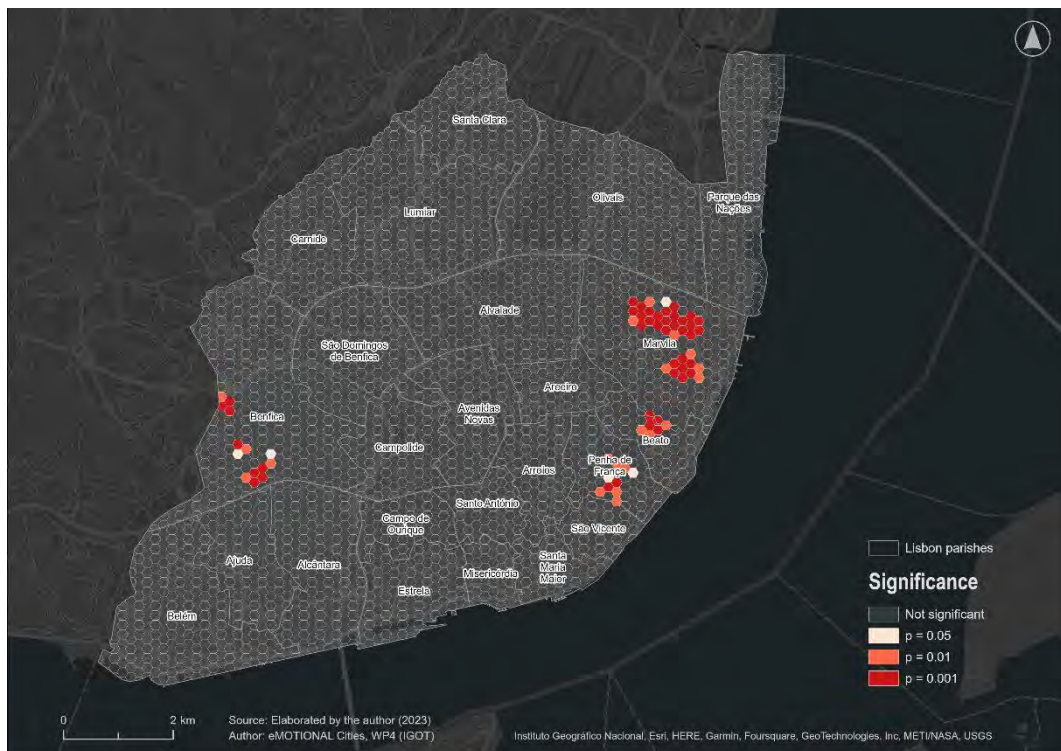 Santa Clara
Olivais
Parque das
Nações
Lumiar
Carnide
Alvalade
São Domingos
de Benfica
Marvila
Areeiro
Benfica
Avenidas
Novas
Beato
Campolide
Penha de
França
Arroios
Santo António
Campo de
Ourique
São Vicente
Santa
Maria
Maior
Ajuda
Alcântara
Misericórdia
Estrela
Belém
Lisbon parishes
Significance
Not significant
p = 0.05
p = 0.01
p = 0.001
0
2 km
Source: Elaborated by the author (2023)
Author: eMOTIONAL Cities, WP4 (IGOT)
Instituto Geográfico Nacional, Esri, HERE, Garmin, Foursquare, GeoTechnologies, Inc, METI/NASA, USGS